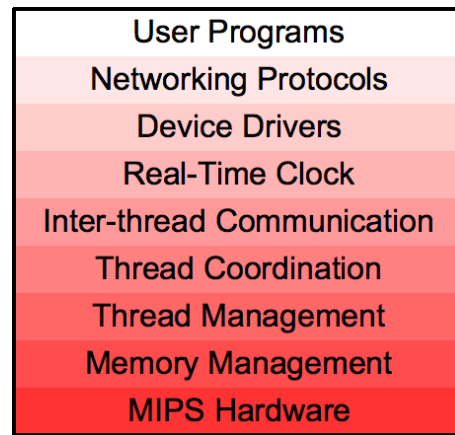 User Programs
Networking Protocols
Device Drivers
Real-Time Clock
Inter-thread Communication
Thread Coordination
Thread Management
Memory Management
MIPS Hardware